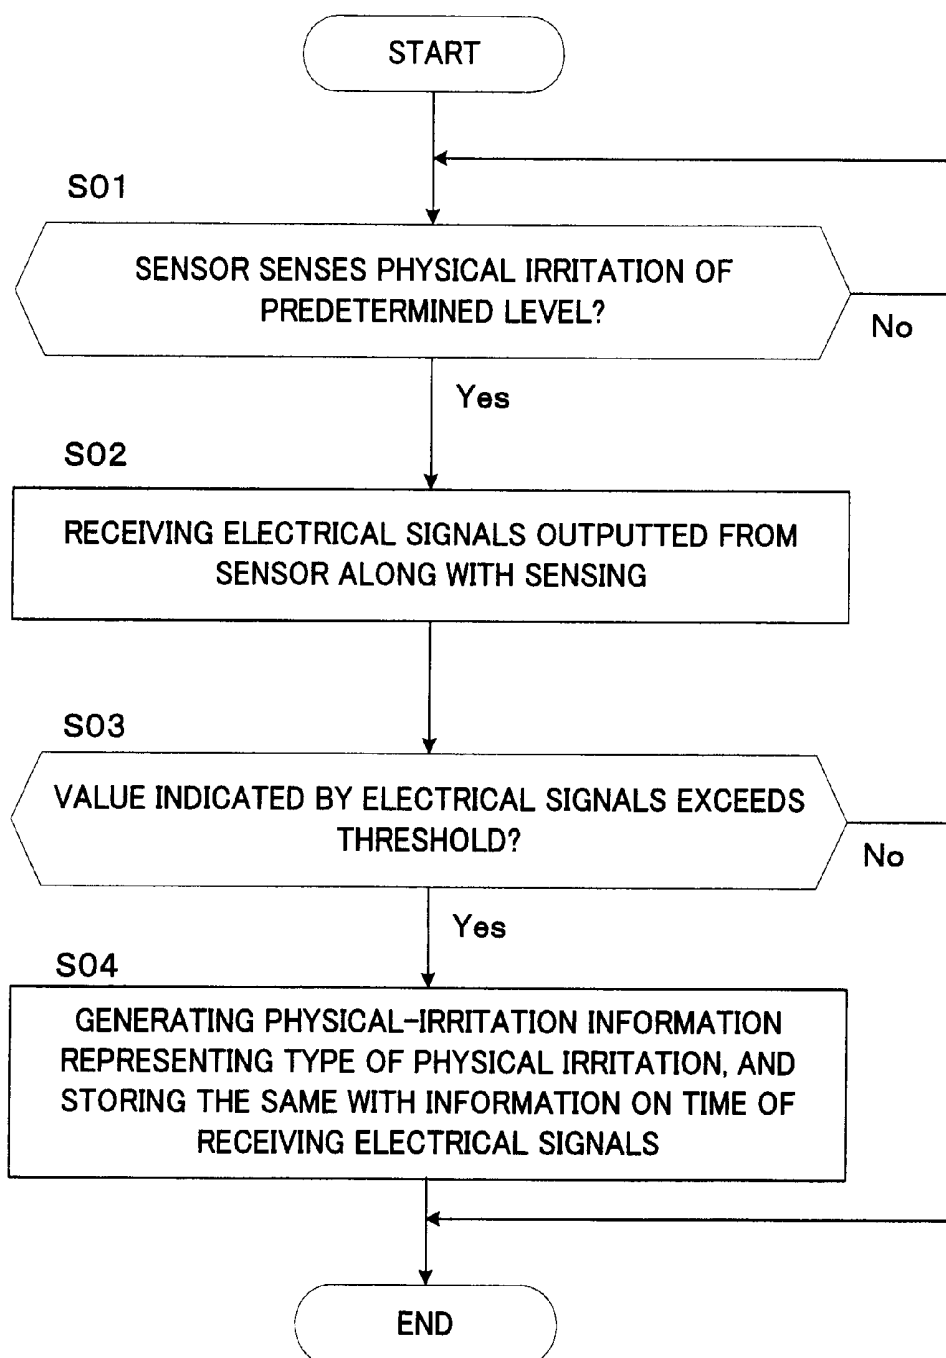 START
S01
SENSOR SENSES PHYSICAL IRRITATION OF
PREDETERMINED LEVEL?
No
Yes
S02
RECEIVING ELECTRICAL SIGNALS OUTPUTTED FROM
SENSOR ALONG WITH SENSING
S03
VALUE INDICATED BY ELECTRICAL SIGNALS EXCEEDS
THRESHOLD?
No
Yes
S04
GENERATING PHYSICAL-IRRITATION INFORMATION
REPRESENTING TYPE OF PHYSICAL IRRITATION, AND
STORING THE SAME WITH INFORMATION ON TIME OF
RECEIVING ELECTRICAL SIGNALS
END